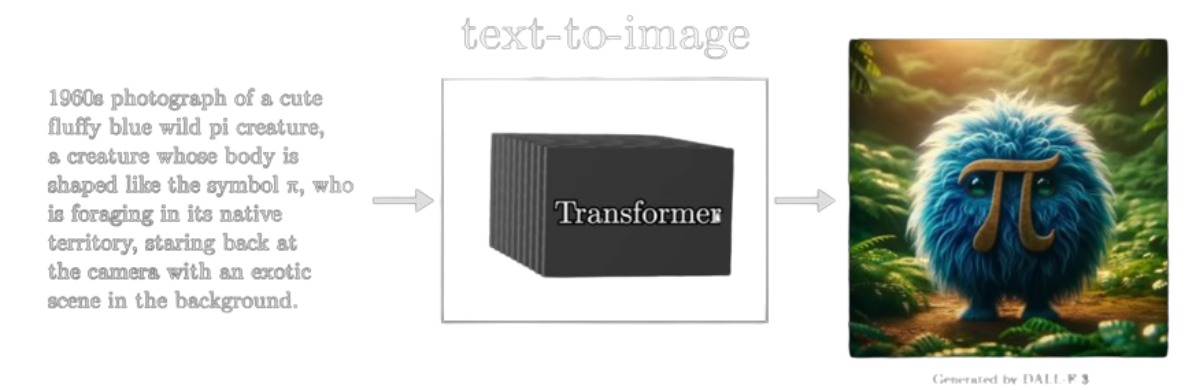 text-to-image
1960s photograph of a cute
fluffy blue wild pi creature,
a creature whose body is
shaped like the symbol π, who
is foraging in its native
territory, staring back at
the camera with an exotic
scene in the background.
Transformer
π
Generated by DALL-E 3